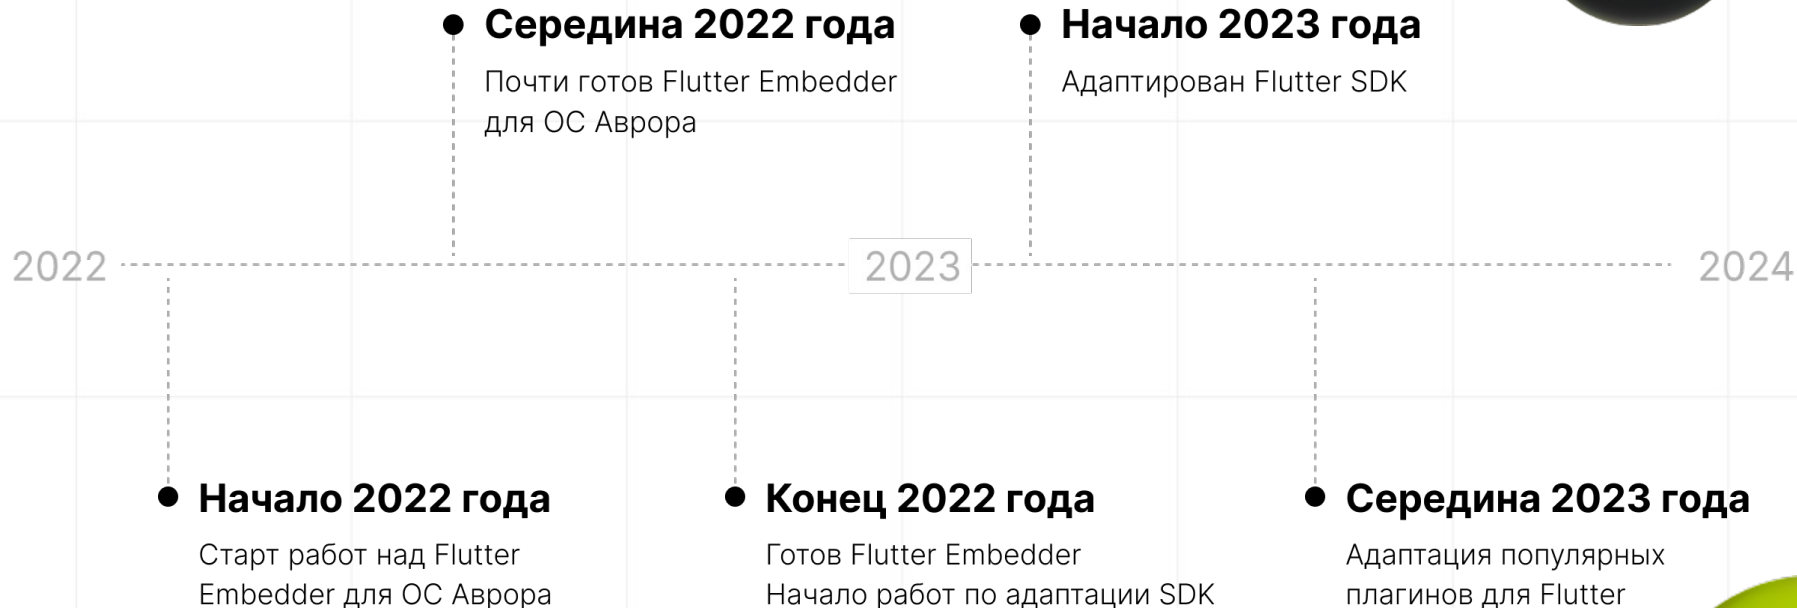 Середина 2022 года
Почти готов Flutter Embedder
для ОС Аврора
Начало 2023 года
Адаптирован Flutter SDK
2022
2023
2024
Начало 2022 года
Старт работ над Flutter
Embedder для ОС Аврора
Конец 2022 года
Готов Flutter Embedder
Начало работ по адаптации SDK
Середина 2023 года
Адаптация популярных
плагинов для Flutter